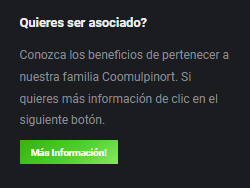 Quieres ser asociado?
Conozca los beneficios de pertenecer a
nuestra familia Coomulpinort. Si
quieres más información de clic en el
siguiente botón.
Más Información!